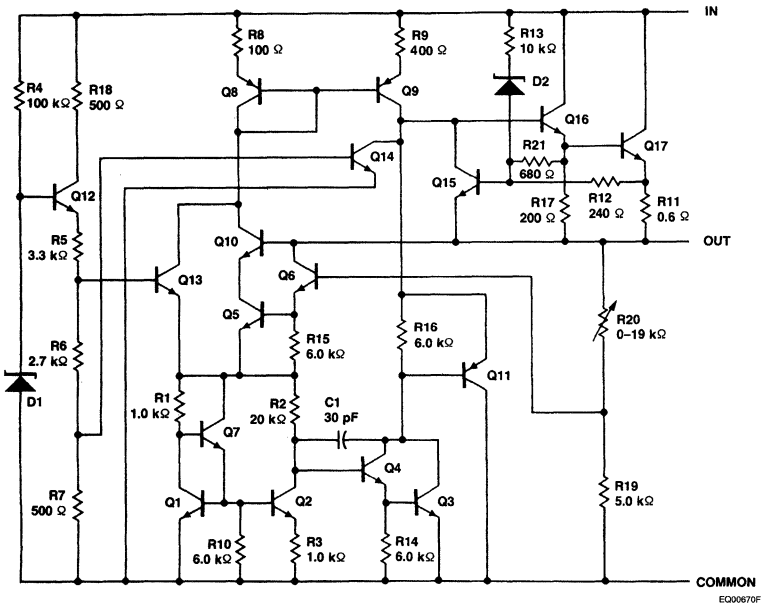 IN
R4
100 kΩ
R18
500 Ω
R8
100 Ω
R9
400 Ω
R13
10 kΩ
D2
Q8
Q9
Q16
Q17
Q14
Q15
R21
680 Ω
R12
240 Ω
R17
200 Ω
R11
0.6 Ω
Q12
R5
3.3 kΩ
Q10
Q6
OUT
Q13
Q5
R15
6.0 kΩ
R16
6.0 kΩ
R20
0–19 kΩ
R6
2.7 kΩ
D1
Q11
R1
1.0 kΩ
R2
20 kΩ
C1
30 pF
Q7
Q4
Q1
Q2
Q3
R7
500 Ω
R10
6.0 kΩ
R3
1.0 kΩ
R14
6.0 kΩ
R19
5.0 kΩ
COMMON
EQ00670F